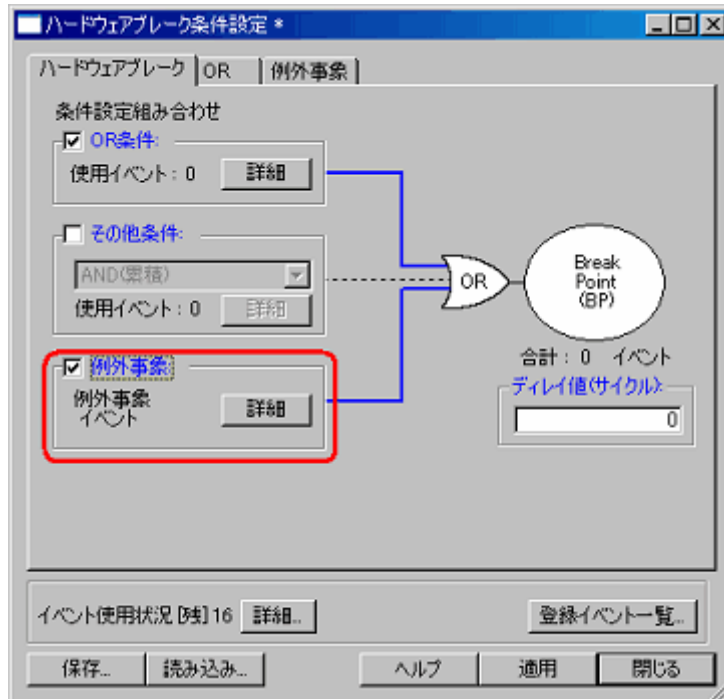 ハードウェアブレーク条件設定 *
ハードウェアブレーク OR 例外事象
条件設定組み合わせ
OR条件:
使用イベント: 0 詳細
その他条件:
AND(累積)
使用イベント: 0 詳細
例外事象:
例外事象
イベント
詳細
OR
Break
Point
(BP)
合計: 0 イベント
ディレイ値(サイクル):
0
イベント使用状況 [残] 16 詳細... 登録イベント一覧...
保存... 読み込み... ヘルプ 適用 閉じる